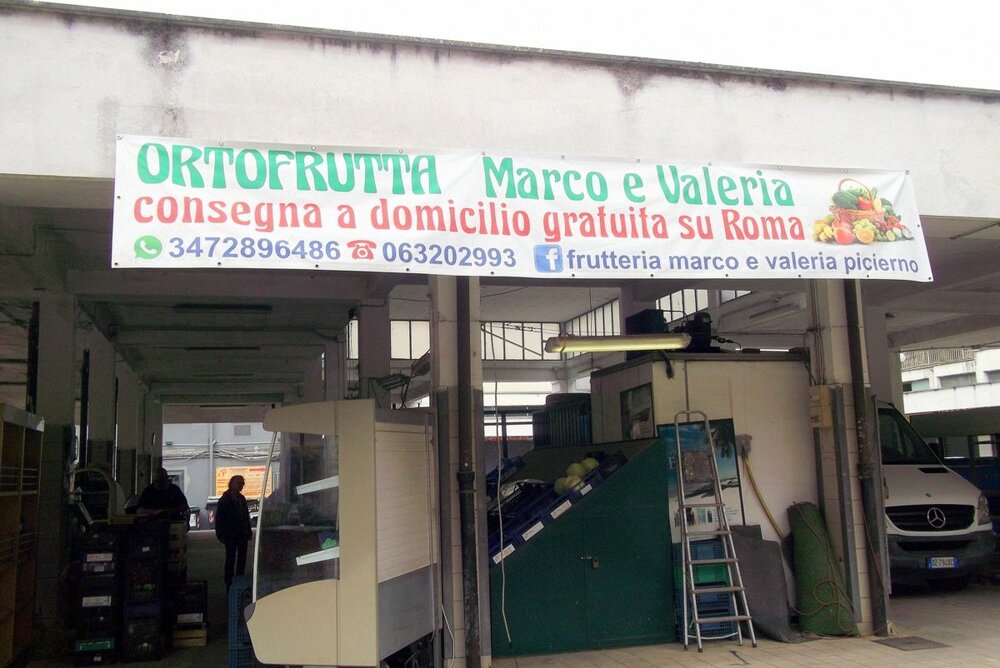 ORTOFRUTTA Marco e Valeria
consegna a domicilio gratuita su Roma
3472896486 063202993 frutteria marco e valeria picierno